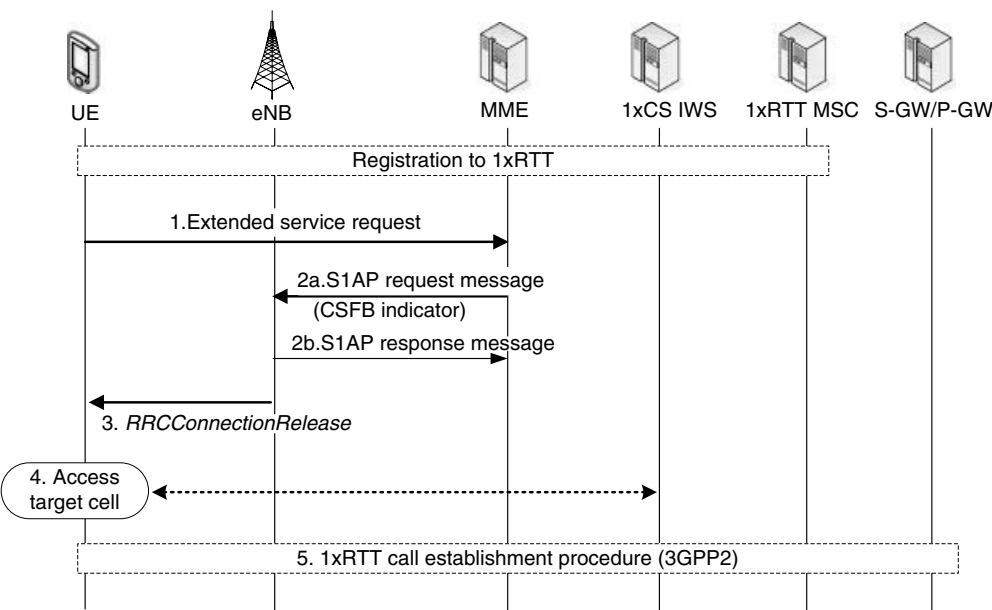 UE
eNB
MME
1xCS IWS
1xRTT MSC
S-GW/P-GW
Registration to 1xRTT
1.Extended service request
2a.S1AP request message
(CSFB indicator)
2b.S1AP response message
3. RRCConnectionRelease
4. Access
target cell
5. 1xRTT call establishment procedure (3GPP2)